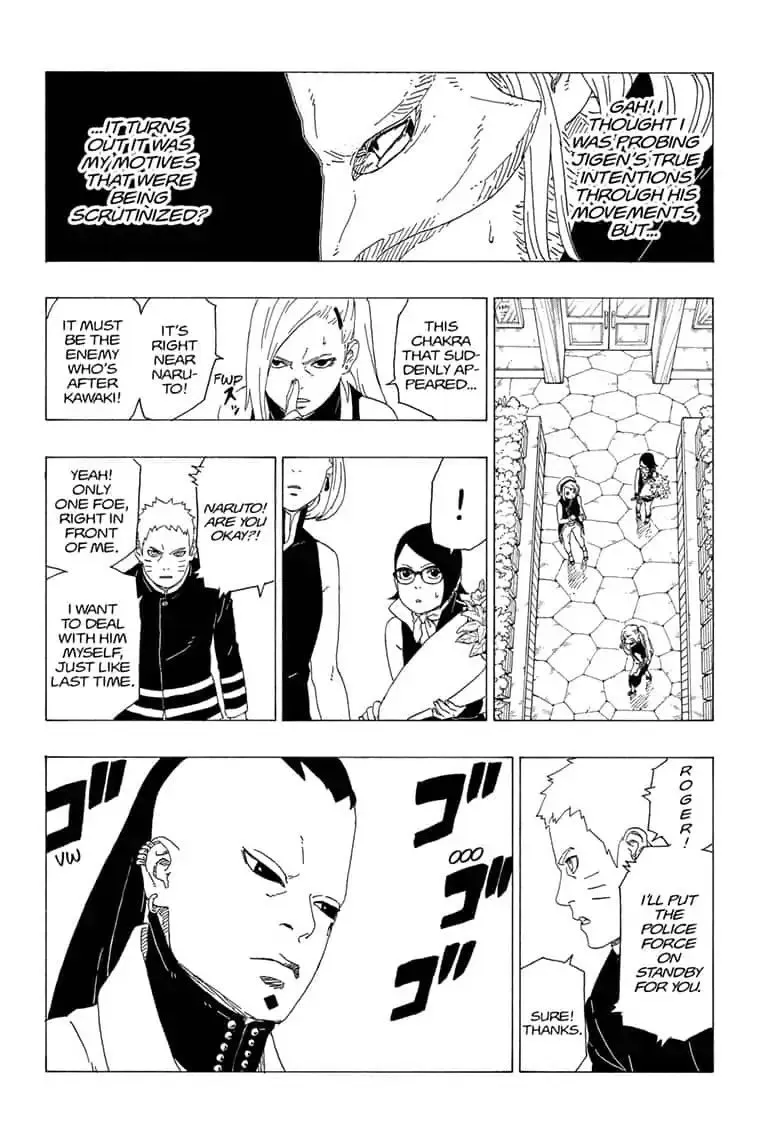 GAH! I
THOUGHT I
WAS PROBING
JIGEN'S TRUE
INTENTIONS
THROUGH HIS
MOVEMENTS,
BUT...
...IT TURNS
OUT IT WAS
MY MOTIVES
THAT WERE
BEING
SCRUTINIZED?
THIS
CHAKRA
THAT SUD-
DENLY AP-
PEARED...
FWP
スッ
IT'S
RIGHT
NEAR
NARU-
TO!
IT MUST
BE THE
ENEMY
WHO'S
AFTER
KAWAKI!
!
NARUTO!
ARE YOU
OKAY?!
YEAH!
ONLY
ONE FOE,
RIGHT IN
FRONT
OF ME.
I WANT
TO DEAL
WITH HIM
MYSELF,
JUST LIKE
LAST TIME.
ROGER!
I'LL PUT
THE
POLICE
FORCE
ON
STANDBY
FOR YOU.
SURE!
THANKS.
ゴゴゴ
OOO
ゴゴ
VW